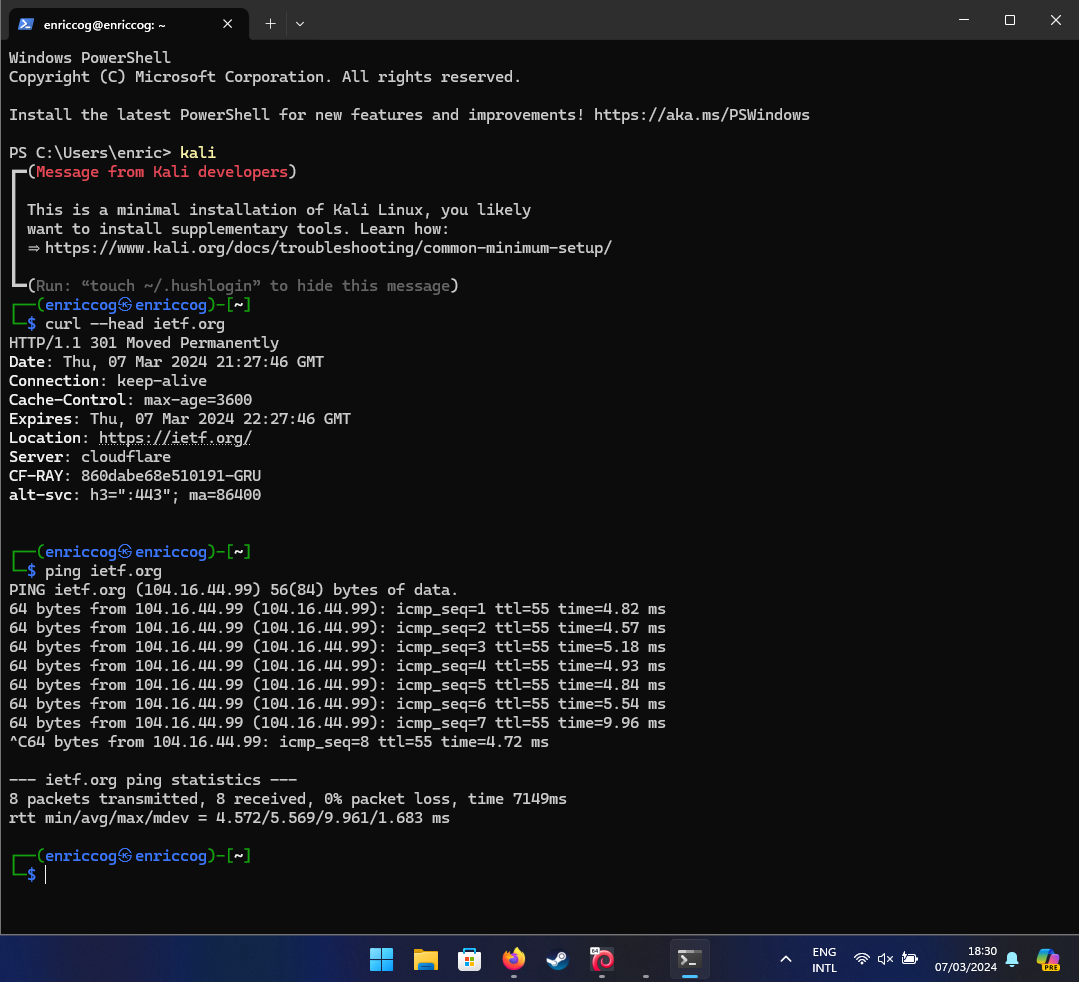 enriccog@enriccog: ~
Windows PowerShell
Copyright (C) Microsoft Corporation. All rights reserved.
Install the latest PowerShell for new features and improvements! https://aka.ms/PSWindows
PS C:\Users\enric> kali
┏━(Message from Kali developers)
┃
┃ This is a minimal installation of Kali Linux, you likely
┃ want to install supplementary tools. Learn how:
┃ ⇒ https://www.kali.org/docs/troubleshooting/common-minimum-setup/
┃
┗━(Run: “touch ~/.hushlogin” to hide this message)
┌──(enriccog㉿enriccog)-[~]
└─$ curl --head ietf.org
HTTP/1.1 301 Moved Permanently
Date: Thu, 07 Mar 2024 21:27:46 GMT
Connection: keep-alive
Cache-Control: max-age=3600
Expires: Thu, 07 Mar 2024 22:27:46 GMT
Location: https://ietf.org/
Server: cloudflare
CF-RAY: 860dabe68e510191-GRU
alt-svc: h3=":443"; ma=86400
┌──(enriccog㉿enriccog)-[~]
└─$ ping ietf.org
PING ietf.org (104.16.44.99) 56(84) bytes of data.
64 bytes from 104.16.44.99 (104.16.44.99): icmp_seq=1 ttl=55 time=4.82 ms
64 bytes from 104.16.44.99 (104.16.44.99): icmp_seq=2 ttl=55 time=4.57 ms
64 bytes from 104.16.44.99 (104.16.44.99): icmp_seq=3 ttl=55 time=5.18 ms
64 bytes from 104.16.44.99 (104.16.44.99): icmp_seq=4 ttl=55 time=4.93 ms
64 bytes from 104.16.44.99 (104.16.44.99): icmp_seq=5 ttl=55 time=4.84 ms
64 bytes from 104.16.44.99 (104.16.44.99): icmp_seq=6 ttl=55 time=5.54 ms
64 bytes from 104.16.44.99 (104.16.44.99): icmp_seq=7 ttl=55 time=9.96 ms
^C64 bytes from 104.16.44.99: icmp_seq=8 ttl=55 time=4.72 ms
--- ietf.org ping statistics ---
8 packets transmitted, 8 received, 0% packet loss, time 7149ms
rtt min/avg/max/mdev = 4.572/5.569/9.961/1.683 ms
┌──(enriccog㉿enriccog)-[~]
└─$
64
ENG
INTL
18:30
07/03/2024
PRE